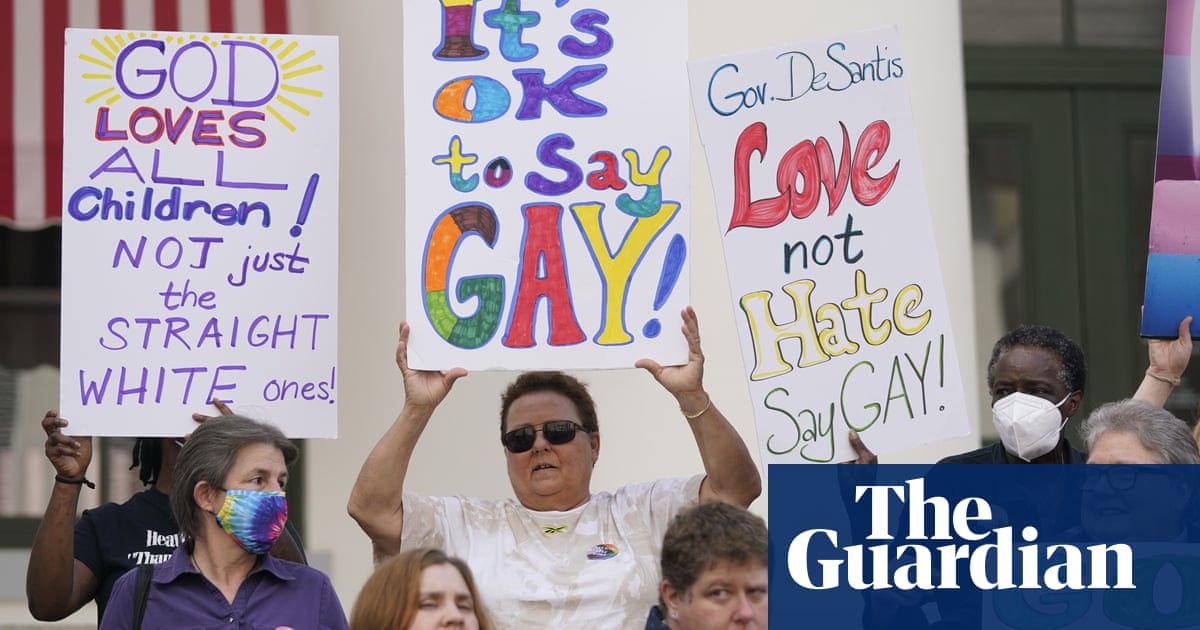 GOD
LOVES
ALL
Children!
NOT just
the
STRAIGHT
WHITE ones!
It's
OK
to Say
GAY!
Gov. DeSantis
Love
not
Hate
Say GAY!
The
Guardian